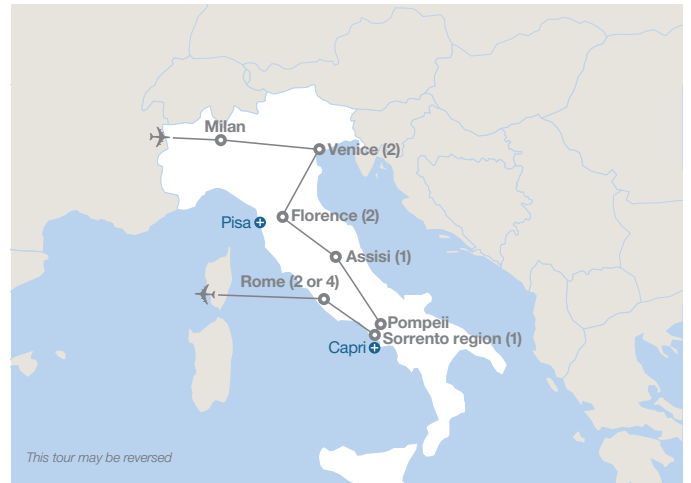 Milan
Venice (2)
Florence (2)
Pisa
Assisi (1)
Rome (2 or 4)
Pompeii
Sorrento region (1)
Capri
This tour may be reversed